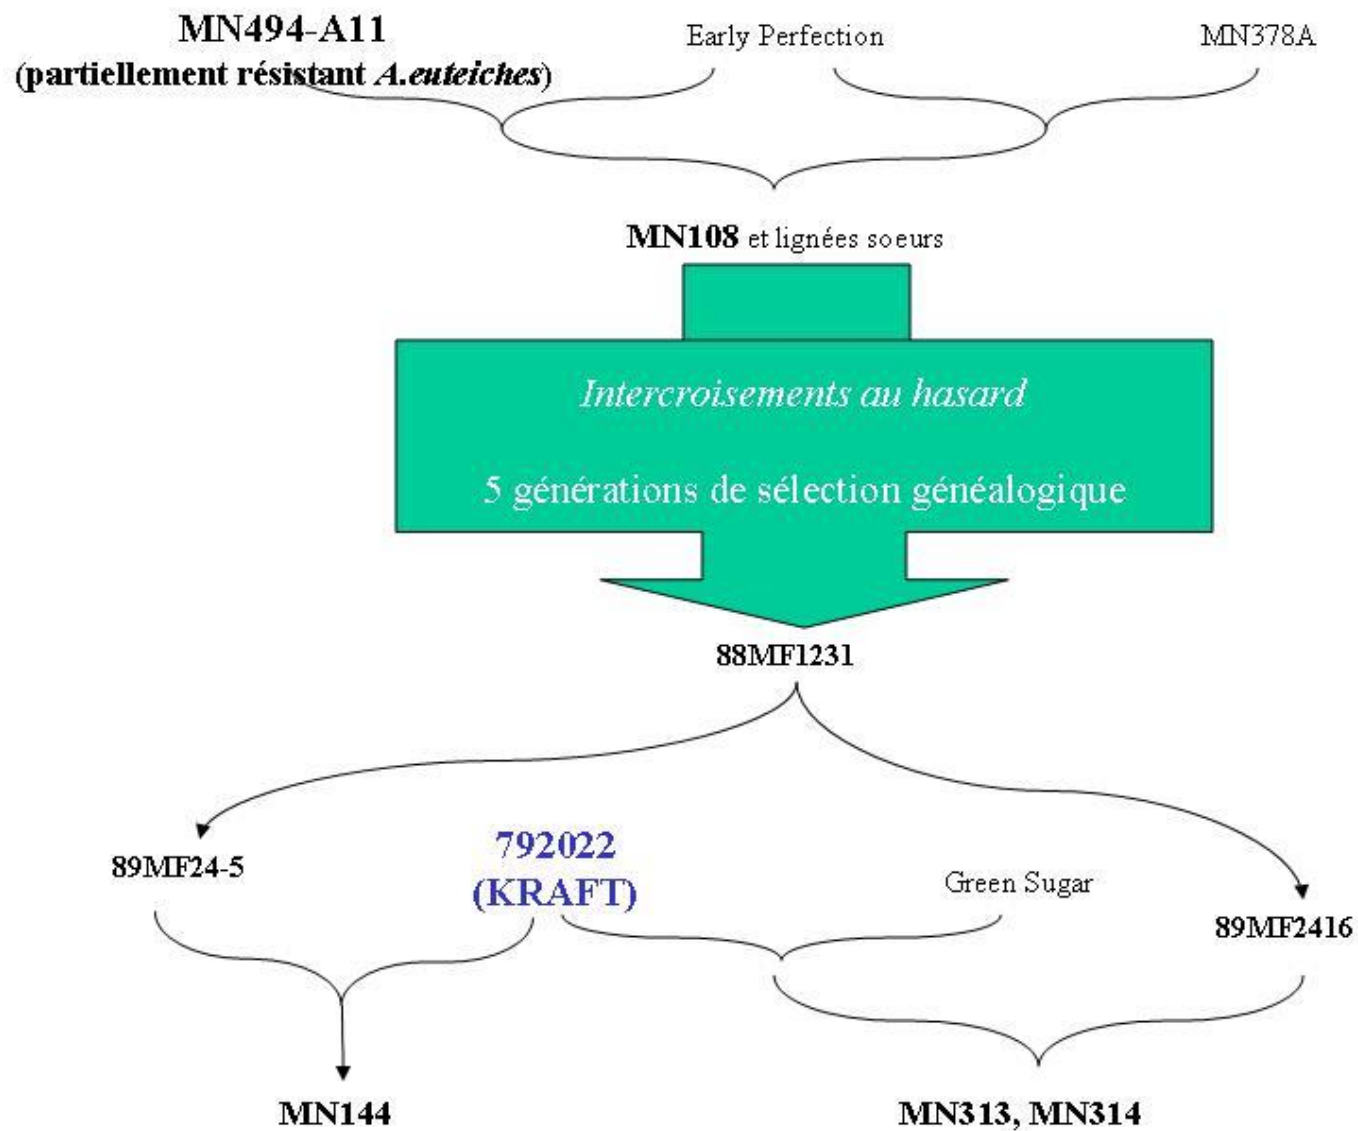 MN494-A11
(partiellement résistant A.euteiches)
Early Perfection
MN378A
MN108 et lignées soeurs
Intercroisements au hasard
5 générations de sélection généalogique
88MF1231
89MF24-5
792022
(KRAFT)
Green Sugar
89MF2416
MN144
MN313, MN314